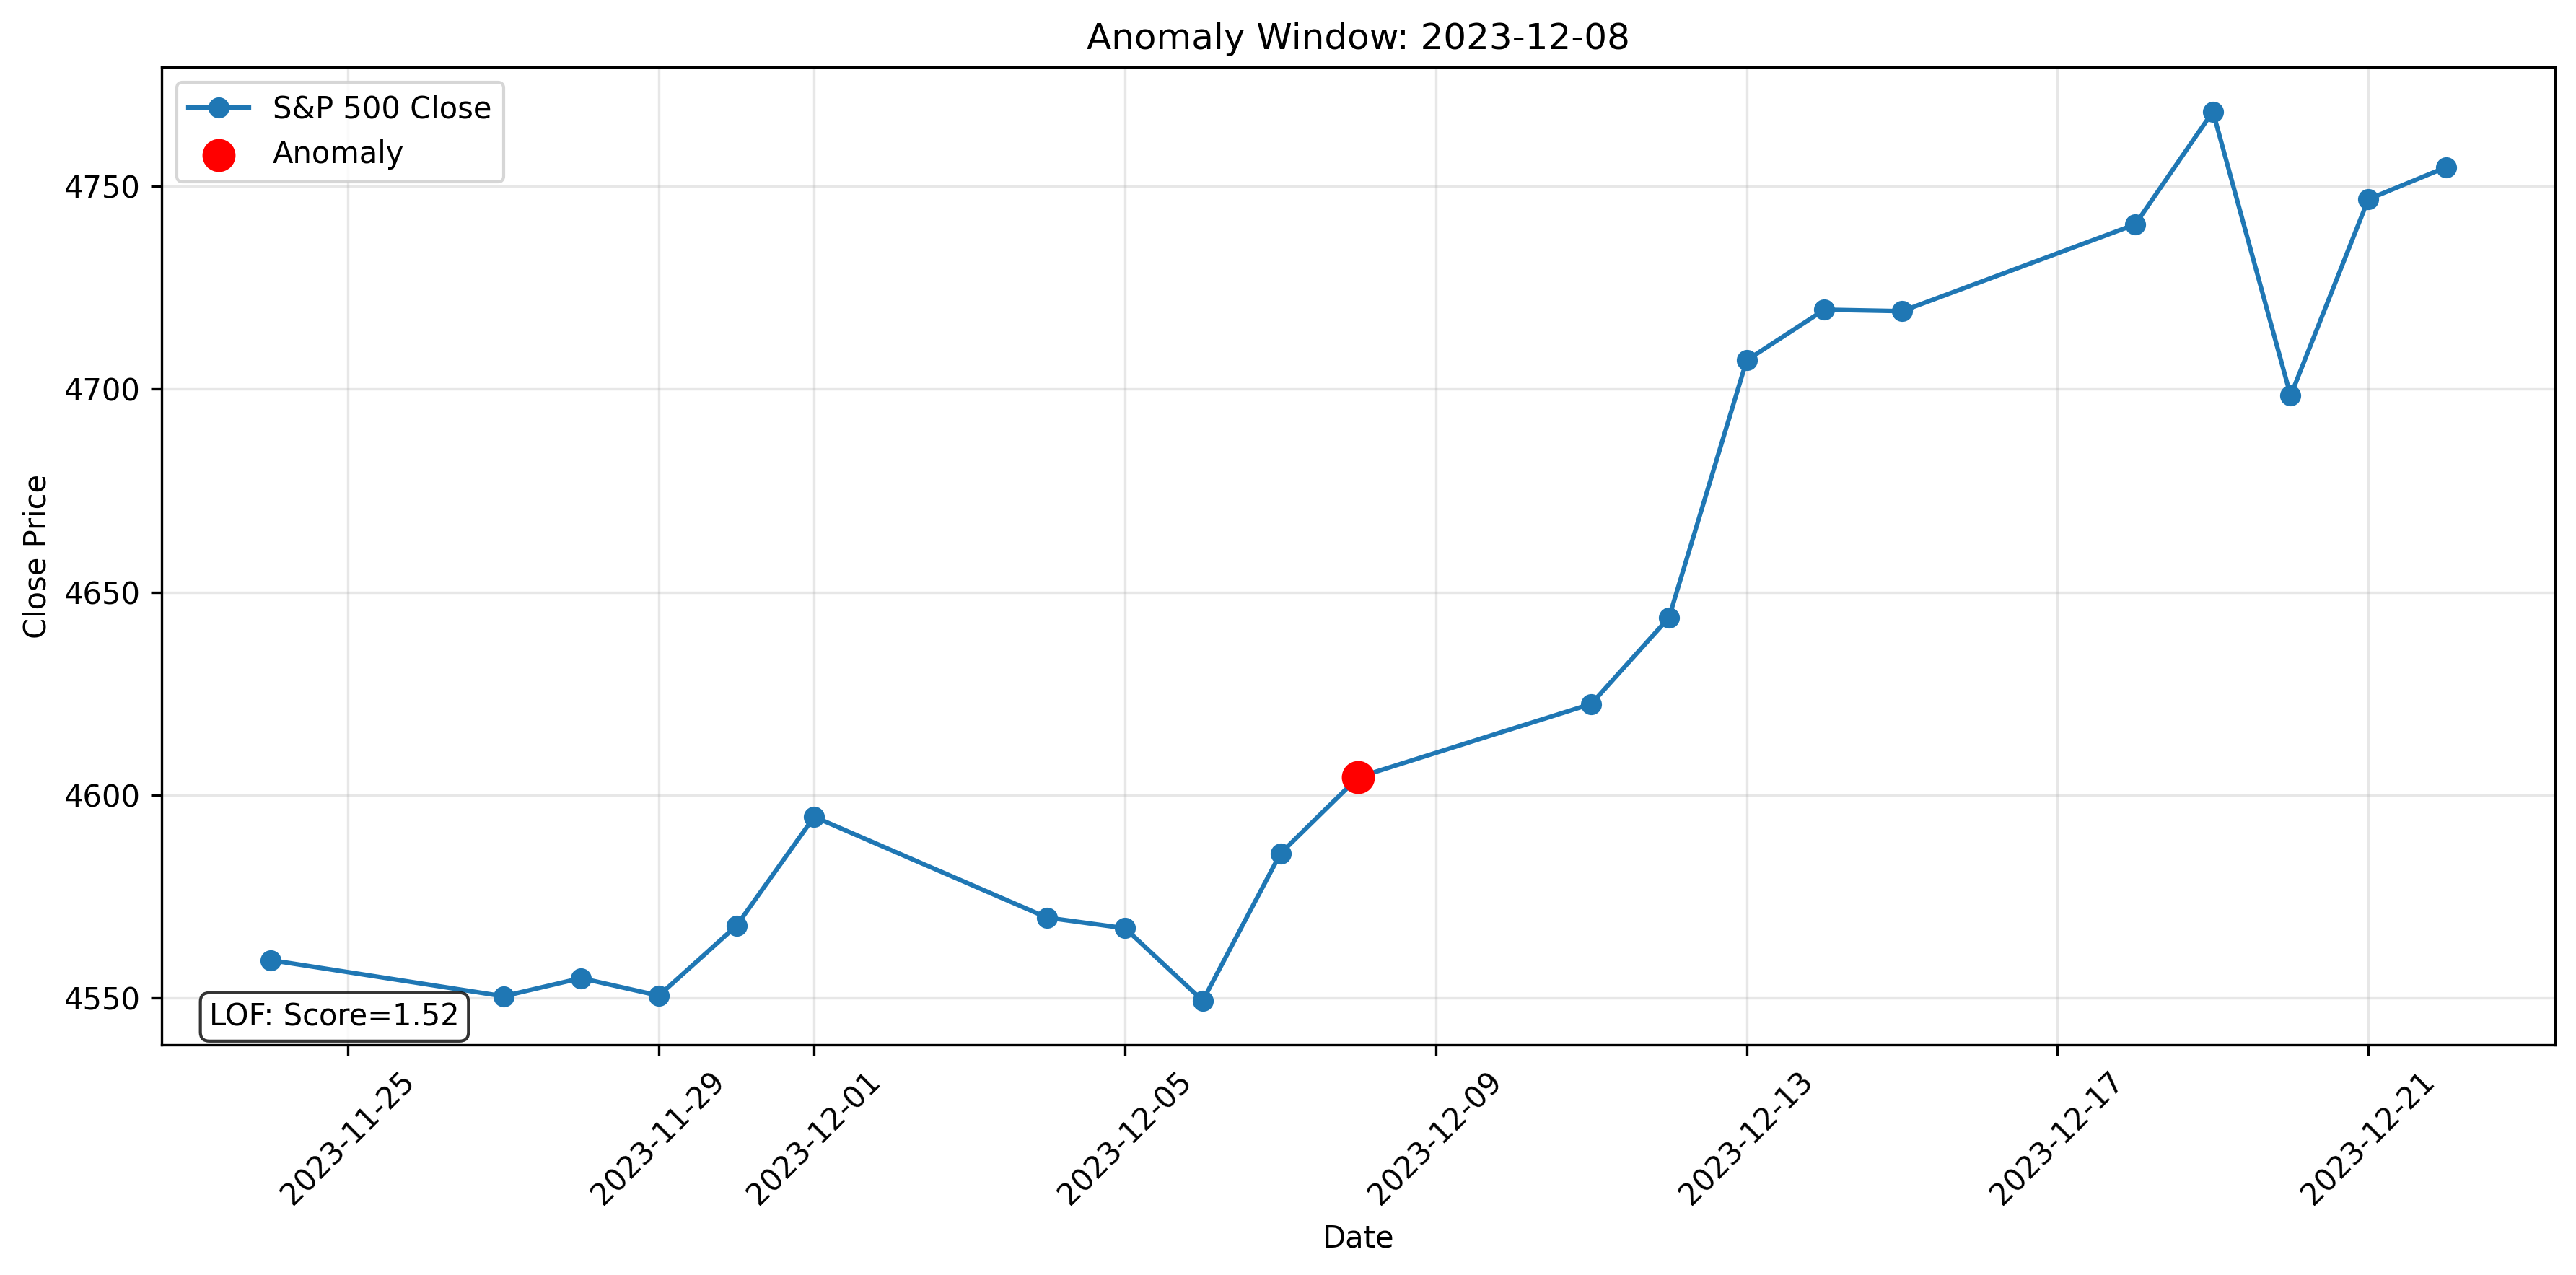 Anomaly Window: 2023-12-08
S&P 500 Close
Anomaly
4750
4700
4650
4600
4550
Close Price
LOF: Score=1.52
2023-11-25
2023-11-29
2023-12-01
2023-12-05
2023-12-09
2023-12-13
2023-12-17
2023-12-21
Date